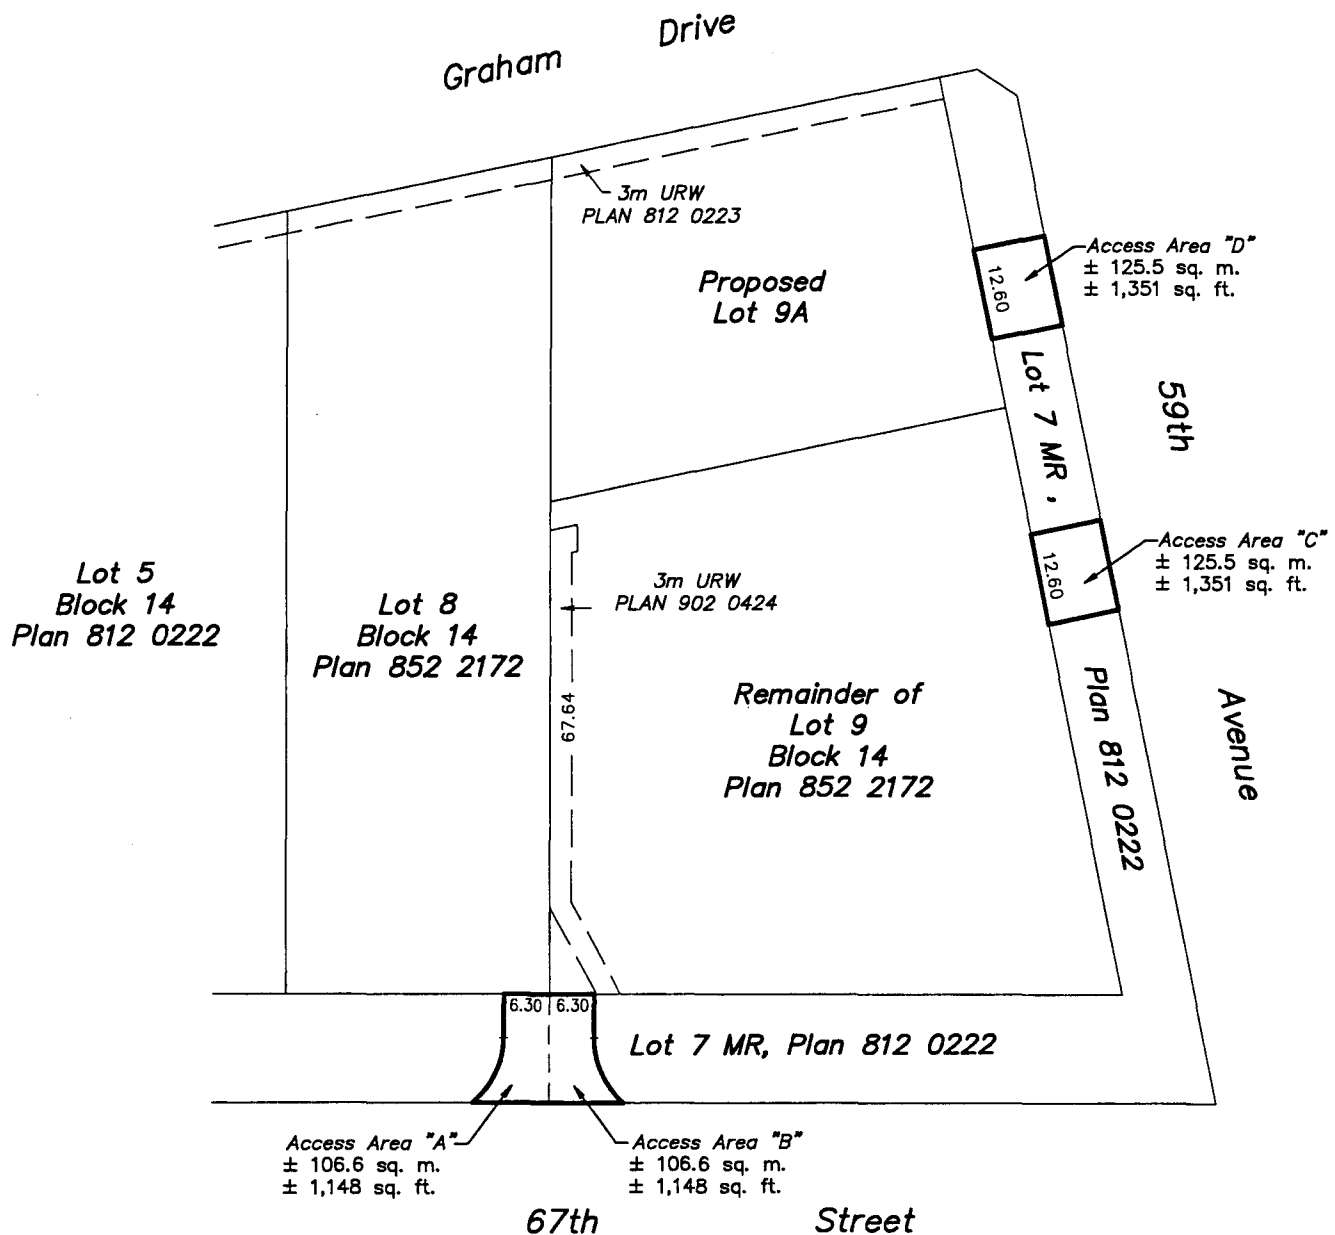 Graham Drive
3m URW
PLAN 812 0223
Proposed
Lot 9A
Access Area "D"
± 125.5 sq. m.
± 1,351 sq. ft.
12.60
Lot 7 MR , Plan 812 0222
59th Avenue
Access Area "C"
± 125.5 sq. m.
± 1,351 sq. ft.
12.60
Lot 5
Block 14
Plan 812 0222
Lot 8
Block 14
Plan 852 2172
3m URW
PLAN 902 0424
67.64
Remainder of
Lot 9
Block 14
Plan 852 2172
6.30 6.30
Lot 7 MR, Plan 812 0222
Access Area "A"
± 106.6 sq. m.
± 1,148 sq. ft.
Access Area "B"
± 106.6 sq. m.
± 1,148 sq. ft.
67th Street